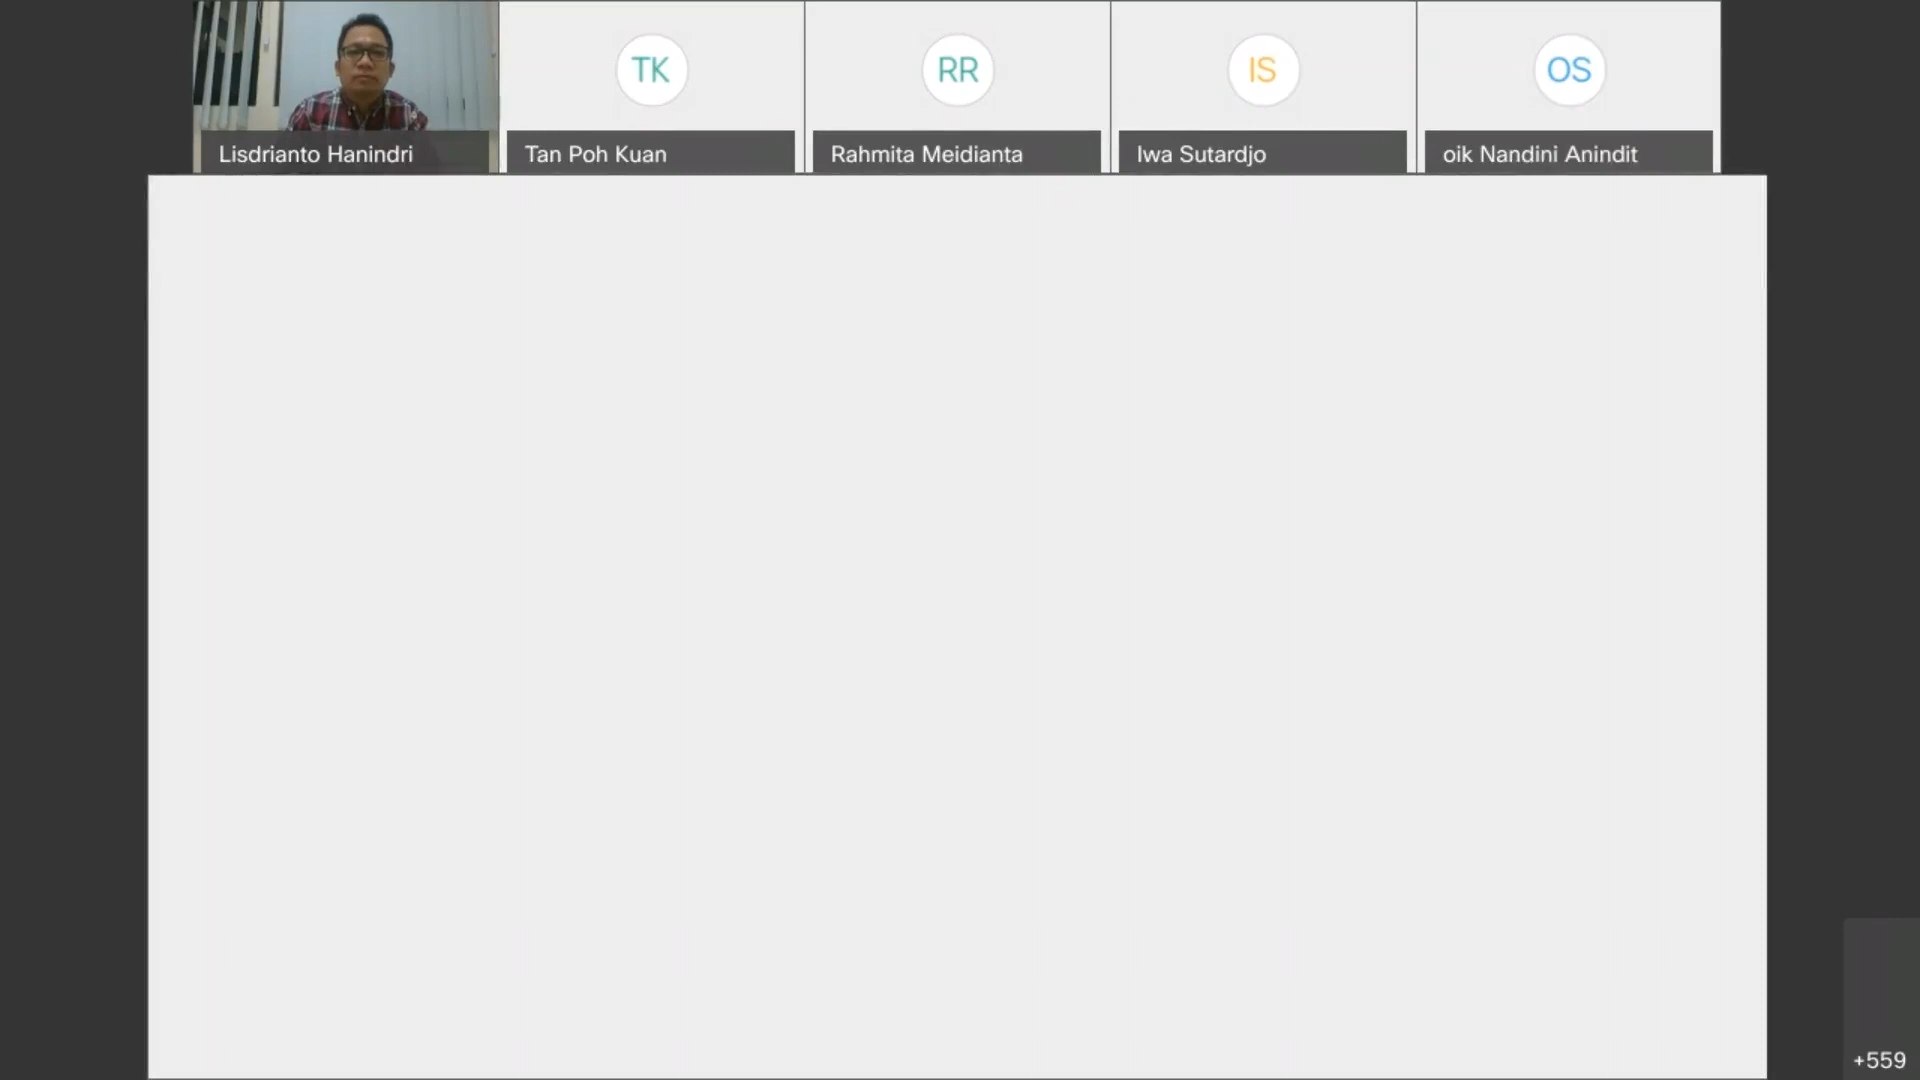 TK
RR
IS
OS
Lisdrianto Hanindri
Tan Poh Kuan
Rahmita Meidianta
Iwa Sutardjo
oik Nandini Anindit
+559